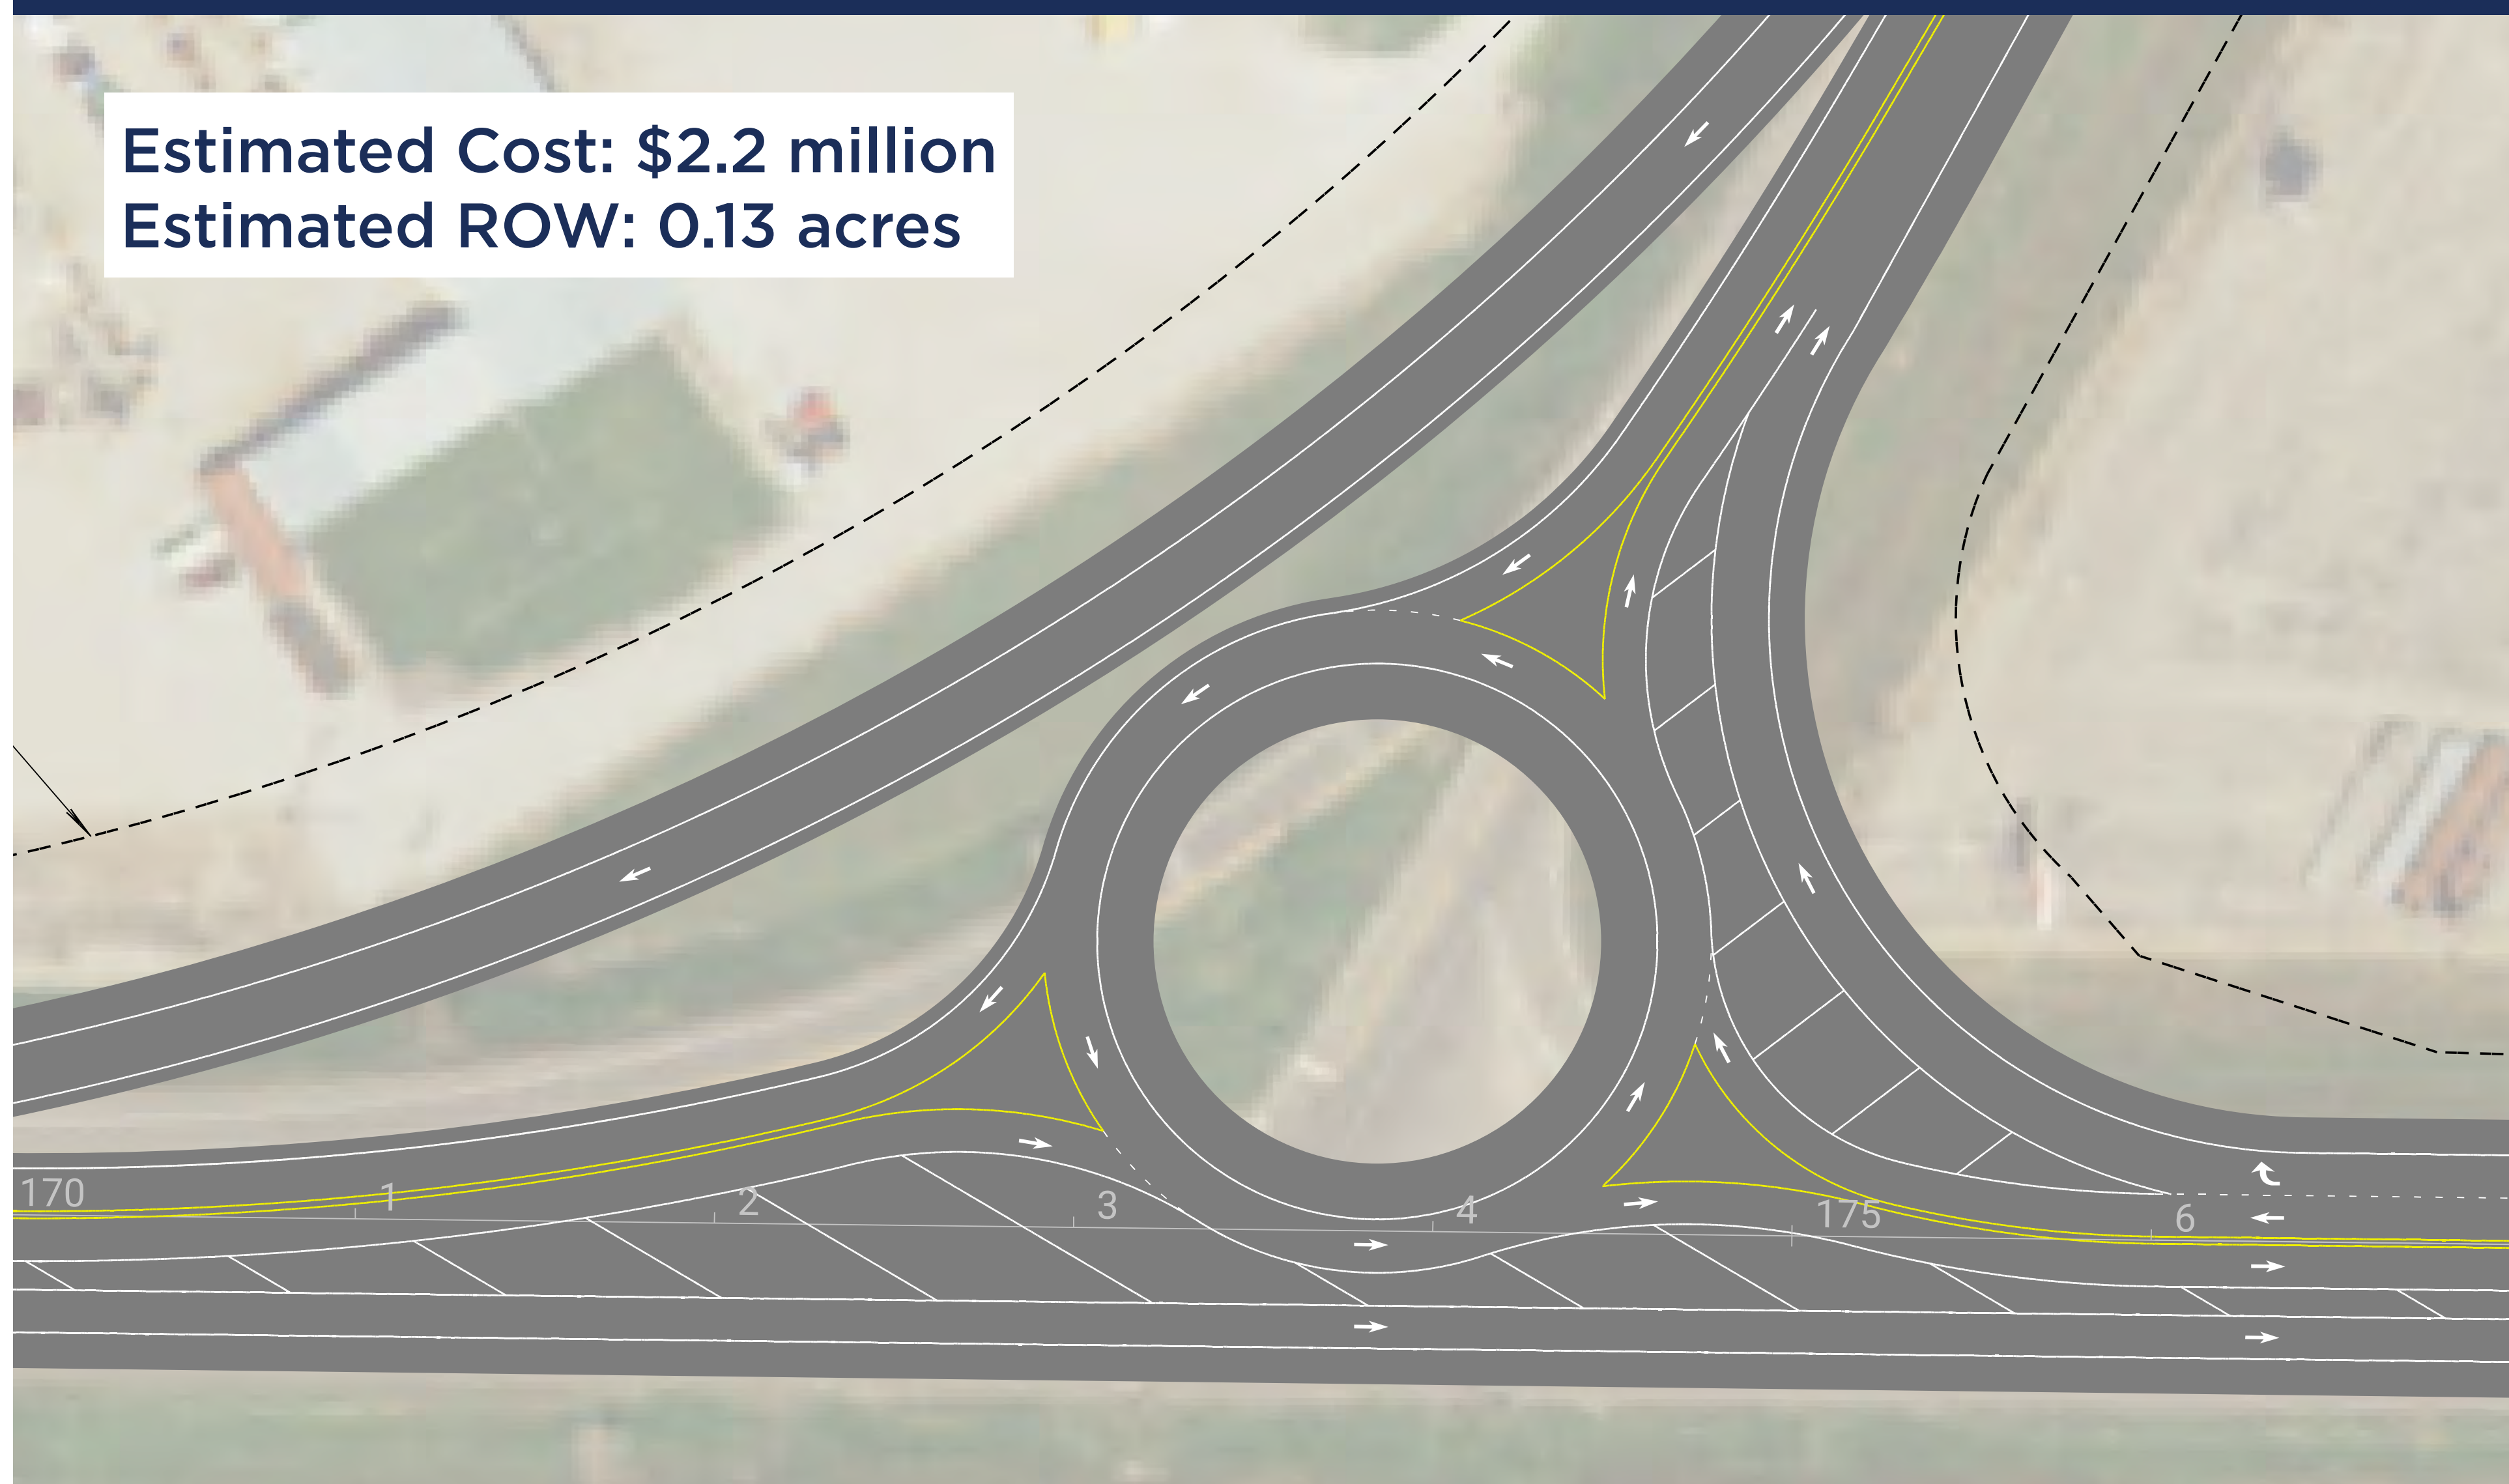 Estimated Cost: $2.2 million
Estimated ROW: 0.13 acres
170 1 2 3 4 175 6